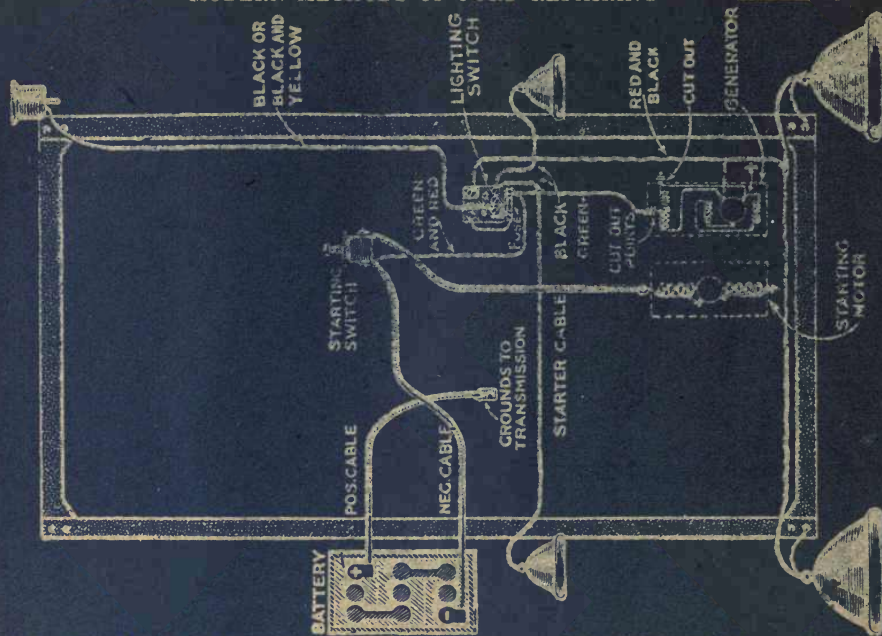 BATTERY
POS. CABLE
NEG. CABLE
GROUNDS TO
TRANSMISSION
STARTING
SWITCH
STARTER CABLE
BLACK OR
BLACK AND
YELLOW
GREEN
AND RED
LIGHTING
SWITCH
FUSE
BLACK
GREEN
CUT OUT
POINTS
RED AND
BLACK
CUT OUT
GENERATOR
STARTING
MOTOR